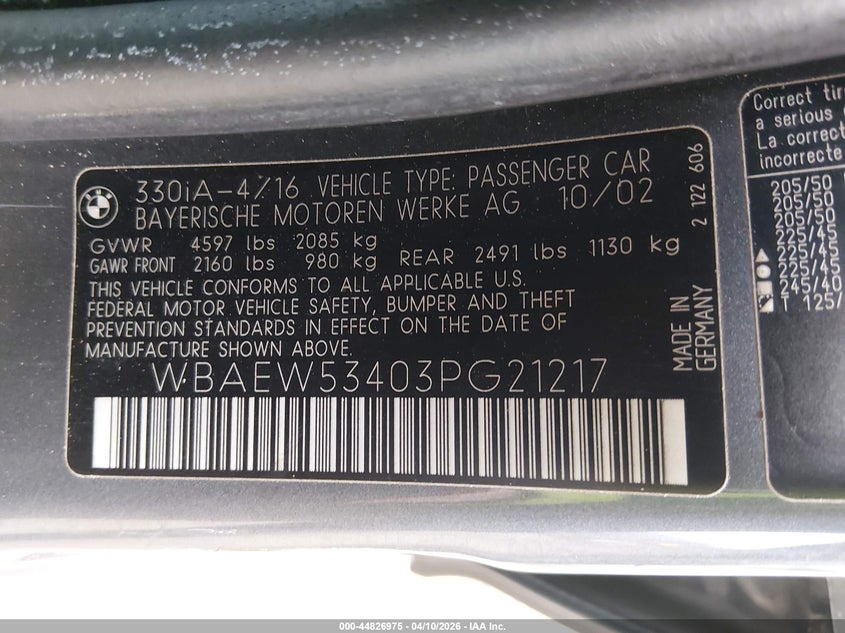 330iA-4/16 VEHICLE TYPE: PASSENGER CAR
BAYERISCHE MOTOREN WERKE AG 10/02
GVWR 4597 lbs 2085 kg
GAWR FRONT 2160 lbs 980 kg REAR 2491 lbs 1130 kg
THIS VEHICLE CONFORMS TO ALL APPLICABLE U.S.
FEDERAL MOTOR VEHICLE SAFETY, BUMPER AND THEFT
PREVENTION STANDARDS IN EFFECT ON THE DATE OF
MANUFACTURE SHOWN ABOVE.
WBAEW53403PG21217
MADE IN
GERMANY
2 122 606
Correct tir
a serious
La correct
incorrecte
205/50
205/50
205/50
225/45
225/45
225/45
245/40
T 125/
000-44826975 - 04/10/2026 - IAA Inc.